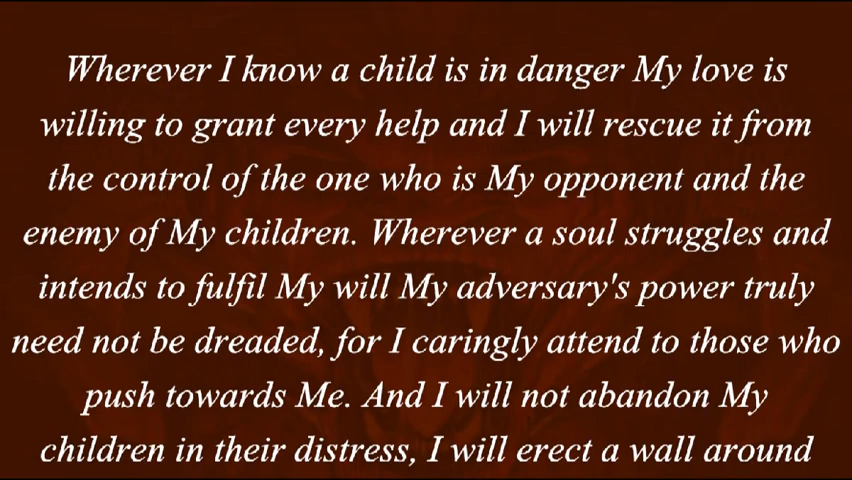 Wherever I know a child is in danger My love is
willing to grant every help and I will rescue it from
the control of the one who is My opponent and the
enemy of My children. Wherever a soul struggles and
intends to fulfil My will My adversary's power truly
need not be dreaded, for I caringly attend to those who
push towards Me. And I will not abandon My
children in their distress, I will erect a wall around